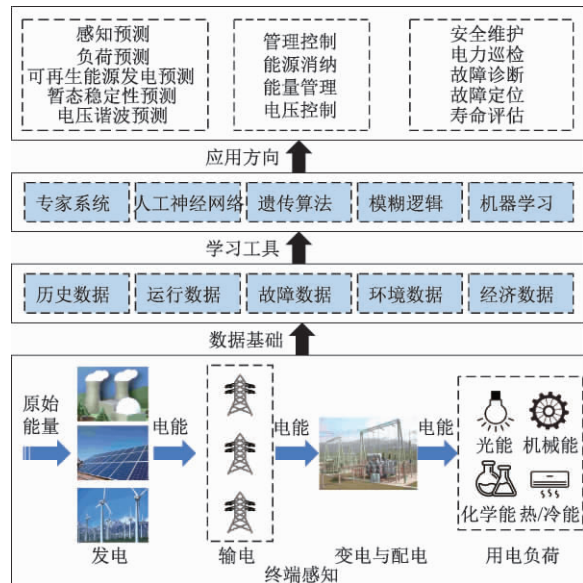 感知预测
负荷预测
可再生能源发电预测
暂态稳定性预测
电压谐波预测
管理控制
能源消纳
能量管理
电压控制
安全维护
电力巡检
故障诊断
故障定位
寿命评估
应用方向
专家系统
人工神经网络
遗传算法
模糊逻辑
机器学习
学习工具
历史数据
运行数据
故障数据
环境数据
经济数据
数据基础
原始
能量
电能
电能
电能
光能
机械能
化学能
热/冷能
发电
输电
变电与配电
用电负荷
终端感知